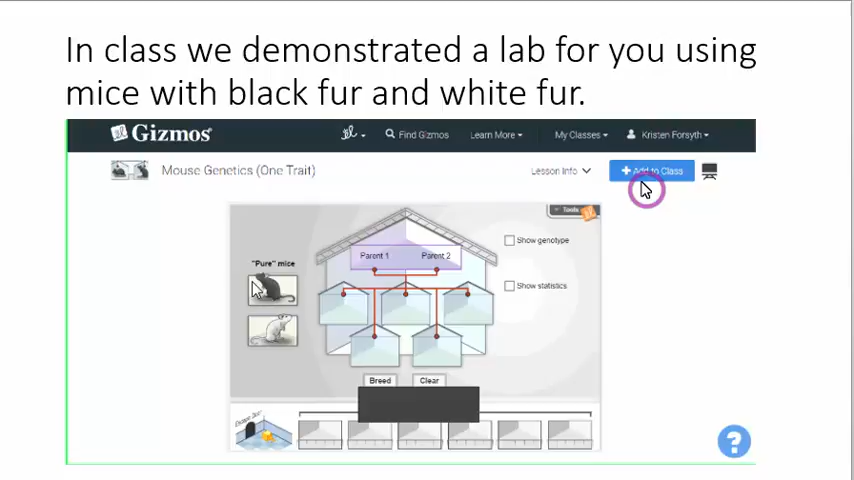 In class we demonstrated a lab for you using
mice with black fur and white fur.
Gizmos
Find Gizmos
Learn More
My Classes
Kristen Forsyth
Mouse Genetics (One Trait)
Lesson Info
+ Add to Class
Tools
Parent 1
Parent 2
Show genotype
"Pure" mice
Show statistics
Breed
Clear
?